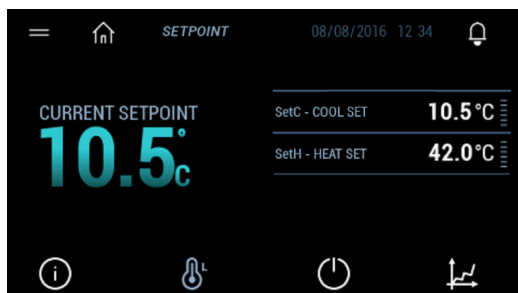 SETPOINT 08/08/2016 12 34
CURRENT SETPOINT
10.5°C
SetC - COOL SET 10.5 °C
SetH - HEAT SET 42.0 °C
i
L